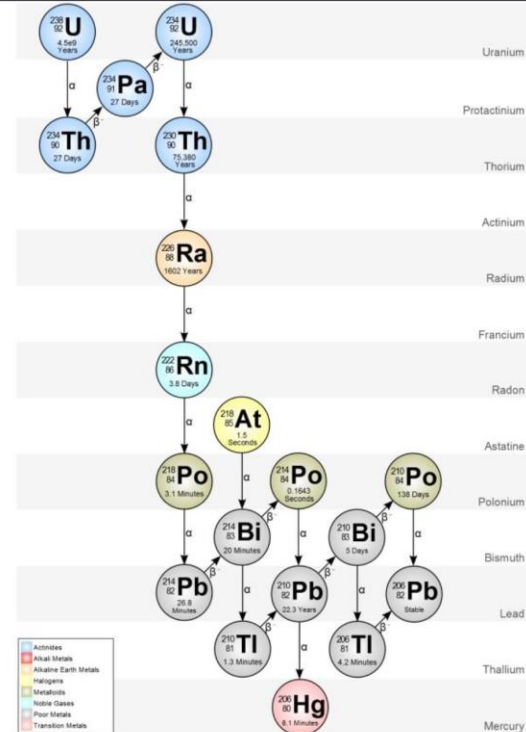 238 92 U 4.5e9 Years
234 92 U 245,500 Years
Uranium
α
β⁻
α
234 91 Pa 27 Days
Protactinium
β⁻
234 90 Th 27 Days
230 90 Th 75,380 Years
Thorium
α
Actinium
226 88 Ra 1602 Years
Radium
α
Francium
222 86 Rn 3.8 Days
Radon
α
218 85 At 1.5 Seconds
Astatine
218 84 Po 3.1 Minutes
α
214 84 Po 0.1643 Seconds
210 84 Po 138 Days
Polonium
α
β⁻
α
β⁻
α
214 83 Bi 20 Minutes
210 83 Bi 5 Days
Bismuth
β⁻
β⁻
214 82 Pb 26.8 Minutes
α
210 82 Pb 22.3 Years
α
206 82 Pb Stable
Lead
β⁻
β⁻
210 81 Tl 1.3 Minutes
α
206 81 Tl 4.2 Minutes
Thallium
206 80 Hg 8.1 Minutes
Mercury
Actinides
Alkali Metals
Alkaline Earth Metals
Halogens
Metalloids
Noble Gases
Poor Metals
Transition Metals